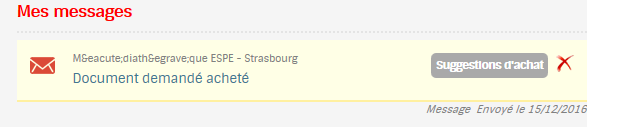 Mes messages
M&eacute;diath&egrave;que ESPE - Strasbourg
Document demandé acheté
Suggestions d'achat
Message Envoyé le 15/12/2016